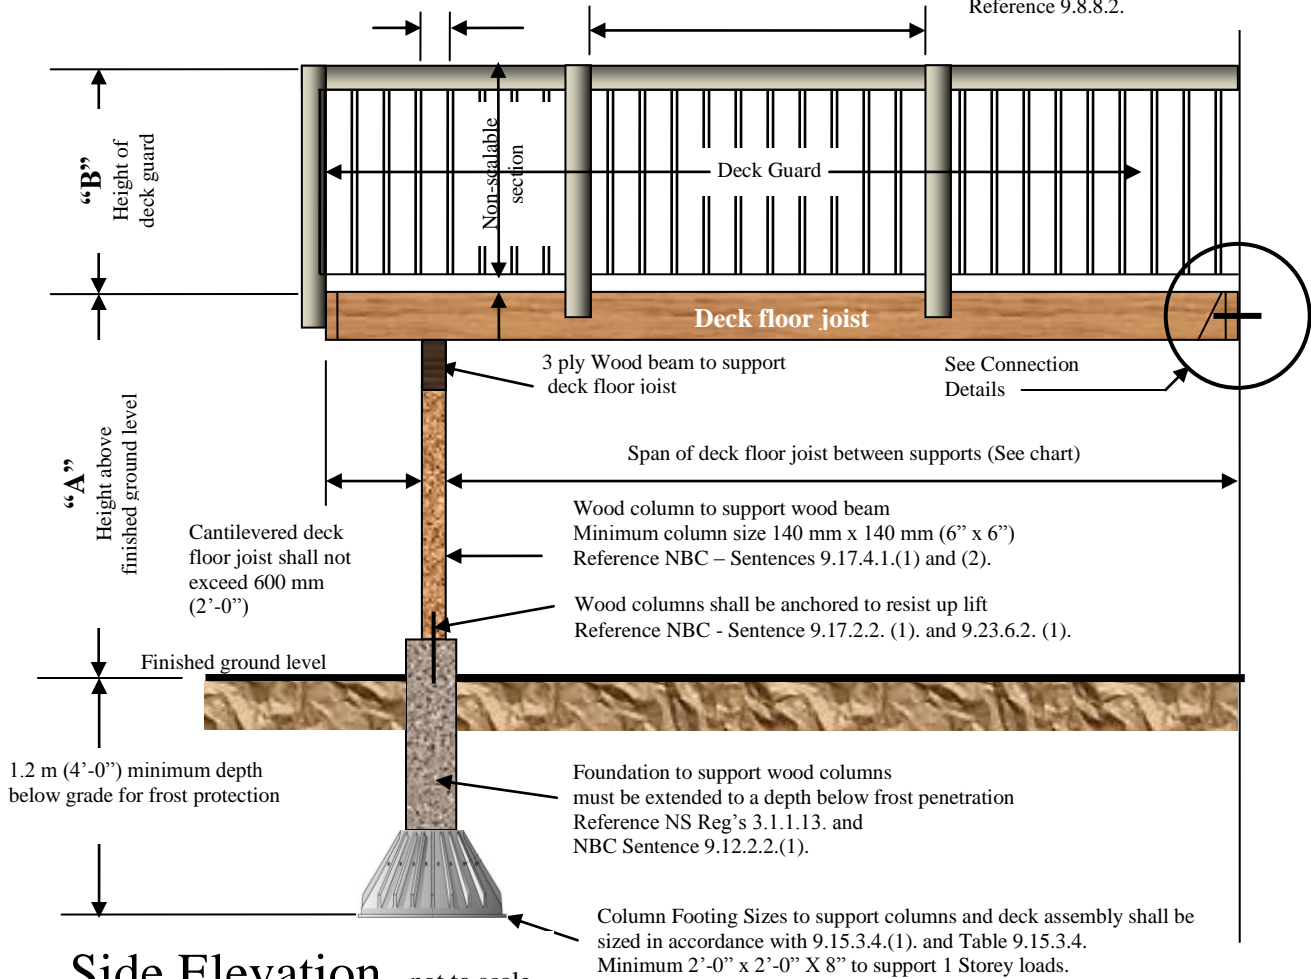 Reference 9.8.8.2.
“B”
Height of
deck guard
Non-scalable
section
Deck Guard
Deck floor joist
3 ply Wood beam to support
deck floor joist
See Connection
Details
“A”
Height above
finished ground level
Span of deck floor joist between supports (See chart)
Cantilevered deck
floor joist shall not
exceed 600 mm
(2’-0”)
Wood column to support wood beam
Minimum column size 140 mm x 140 mm (6” x 6”)
Reference NBC – Sentences 9.17.4.1.(1) and (2).
Wood columns shall be anchored to resist up lift
Reference NBC - Sentence 9.17.2.2. (1). and 9.23.6.2. (1).
Finished ground level
1.2 m (4’-0”) minimum depth
below grade for frost protection
Foundation to support wood columns
must be extended to a depth below frost penetration
Reference NS Reg’s 3.1.1.13. and
NBC Sentence 9.12.2.2.(1).
Column Footing Sizes to support columns and deck assembly shall be
sized in accordance with 9.15.3.4.(1). and Table 9.15.3.4.
Minimum 2’-0” x 2’-0” X 8” to support 1 Storey loads.
Side Elevation not to scale